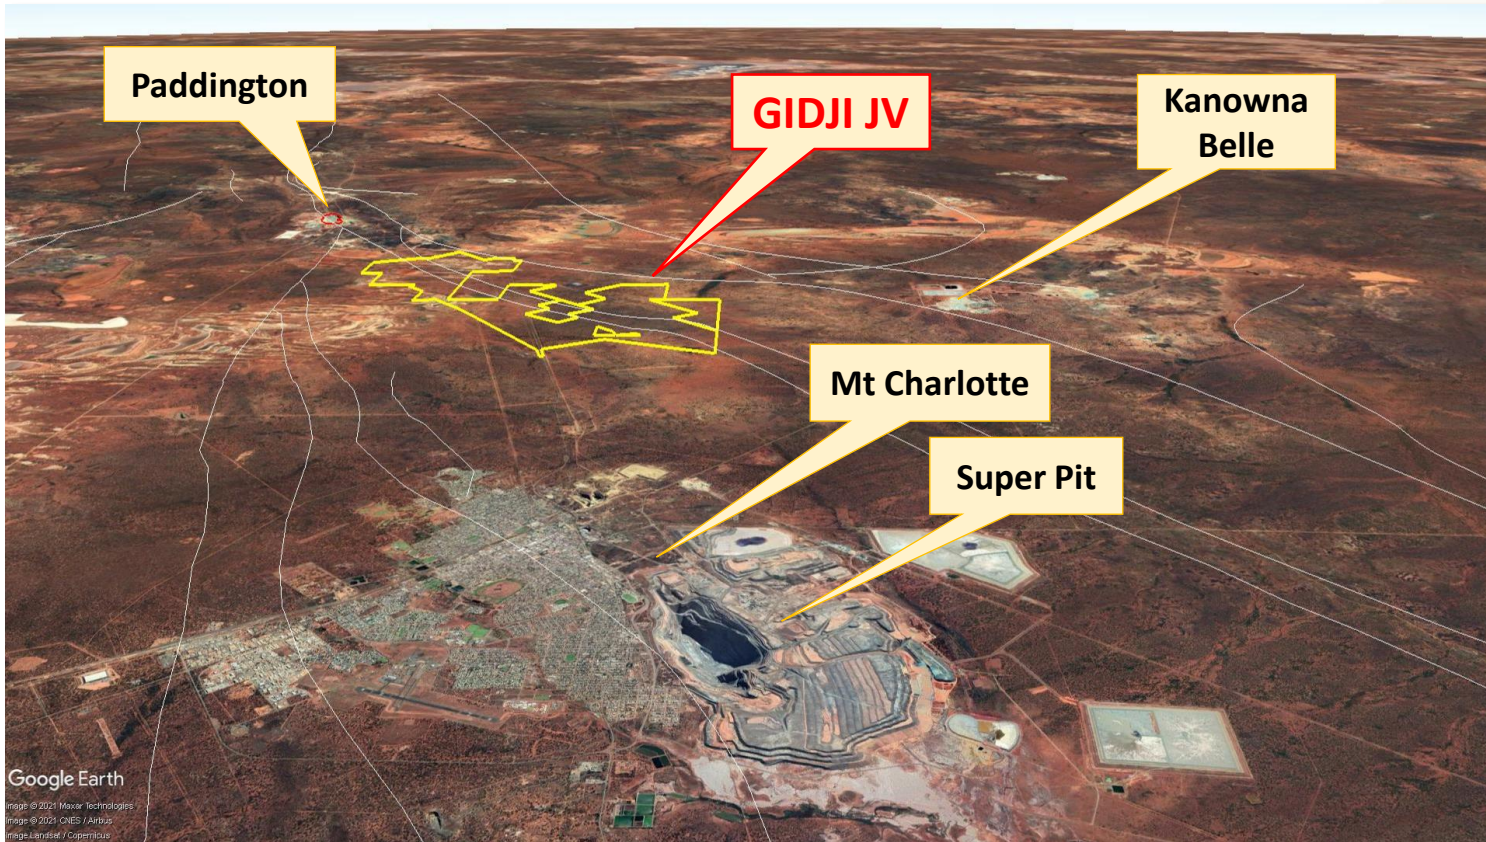 Paddington
GIDJI JV
Kanowna
Belle
Mt Charlotte
Super Pit
Google Earth
Image © 2021 Maxar Technologies
Image © 2021 CNES / Airbus
Image Landsat / Copernicus